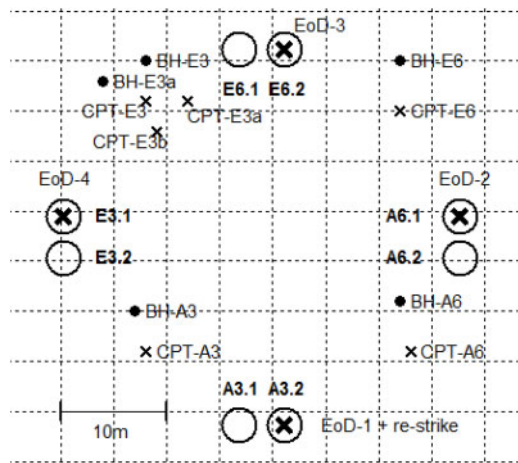 EoD-3
BH-E3
BH-E6
BH-E3a
E6.1 E6.2
CPT-E3
CPT-E3a
CPT-E6
CPT-E3b
EoD-4
EoD-2
E3.1
A6.1
E3.2
A6.2
BH-A3
BH-A6
CPT-A3
CPT-A6
A3.1 A3.2
10m
EoD-1 + re-strike